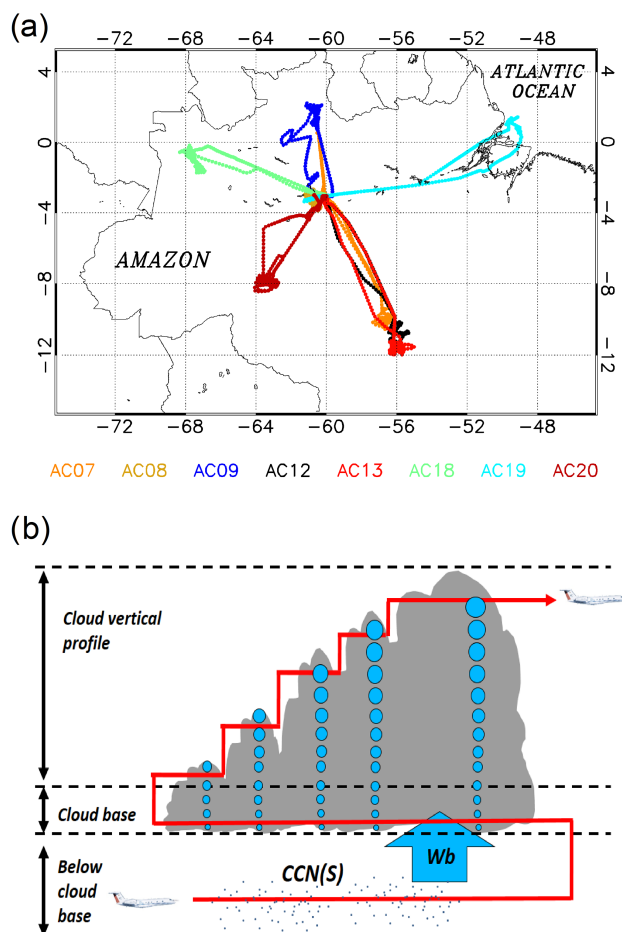 (a)
−72 −68 −64 −60 −56 −52 −48
4 4
ATLANTIC
OCEAN
0 0
−4 −4
AMAZON
−8 −8
−12 −12
−72 −68 −64 −60 −56 −52 −48
AC07 AC08 AC09 AC12 AC13 AC18 AC19 AC20
(b)
Cloud vertical
profile
Cloud base
Below
cloud
base
CCN(S)
Wb